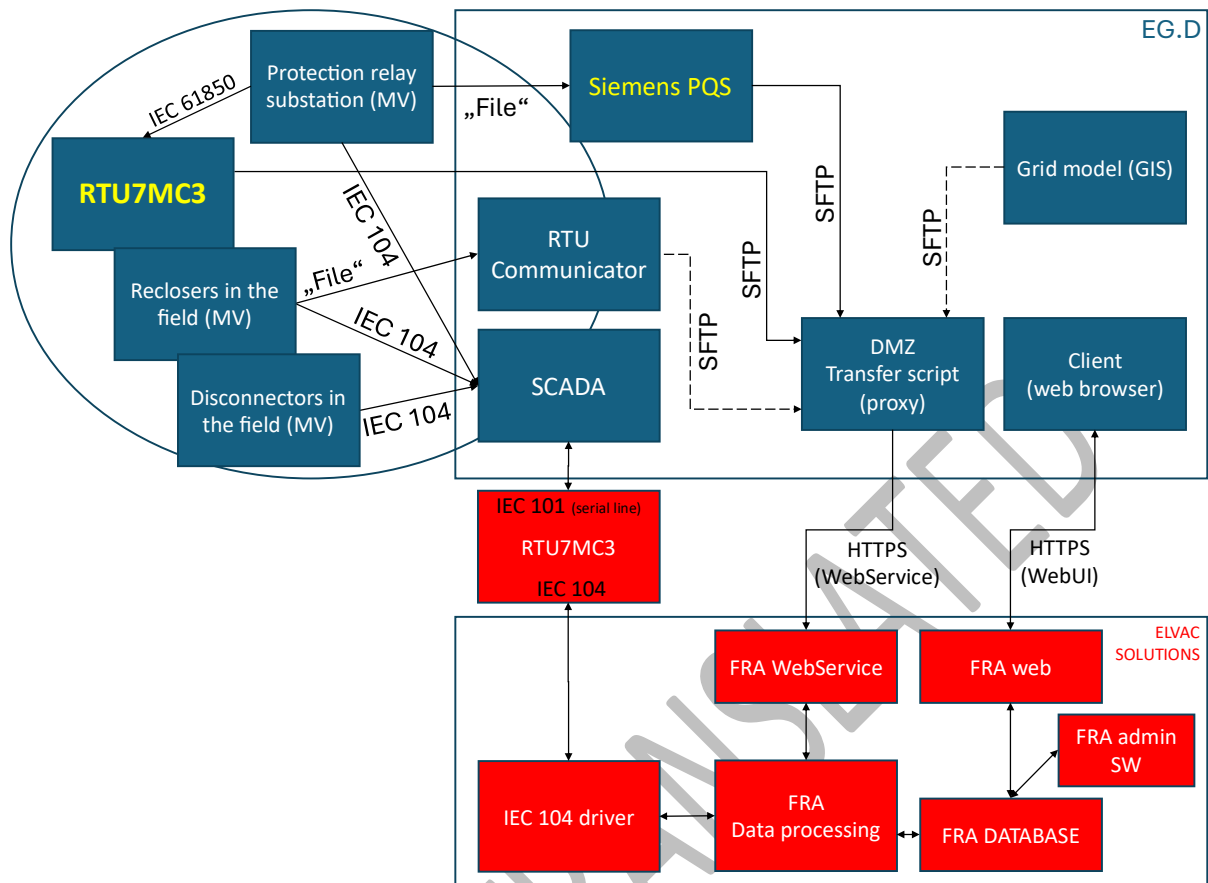 EG.D
Protection relay
substation (MV)
IEC 61850
„File“
Siemens PQS
RTU7MC3
Grid model (GIS)
IEC 104
SFTP
SFTP
SFTP
RTU
Communicator
„File“
Reclosers in the
field (MV)
IEC 104
SFTP
DMZ
Transfer script
(proxy)
Client
(web browser)
SCADA
Disconnectors in
the field (MV)
IEC 104
IEC 101 (serial line)
RTU7MC3
IEC 104
HTTPS
(WebService)
HTTPS
(WebUI)
ELVAC
SOLUTIONS
FRA WebService
FRA web
FRA admin
SW
IEC 104 driver
FRA
Data processing
FRA DATABASE